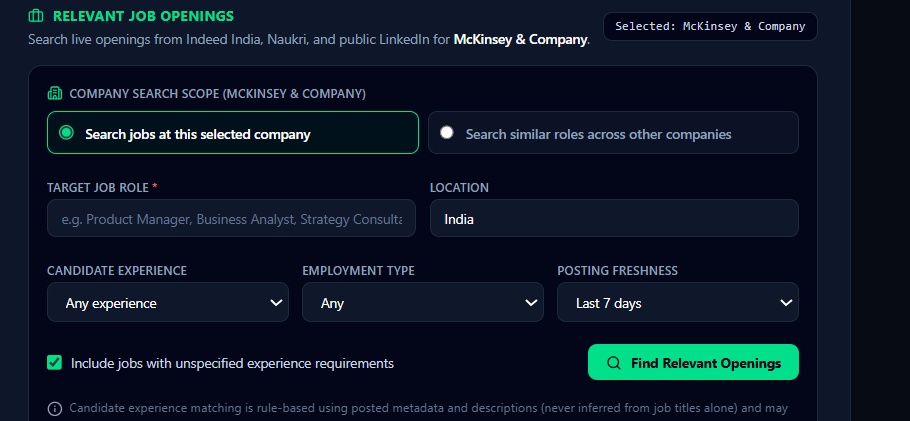 RELEVANT JOB OPENINGS
Search live openings from Indeed India, Naukri, and public LinkedIn for McKinsey & Company.
Selected: McKinsey & Company
COMPANY SEARCH SCOPE (MCKINSEY & COMPANY)
Search jobs at this selected company
Search similar roles across other companies
TARGET JOB ROLE *
LOCATION
e.g. Product Manager, Business Analyst, Strategy Consulta
India
CANDIDATE EXPERIENCE
EMPLOYMENT TYPE
POSTING FRESHNESS
Any experience
Any
Last 7 days
Include jobs with unspecified experience requirements
Find Relevant Openings
Candidate experience matching is rule-based using posted metadata and descriptions (never inferred from job titles alone) and may